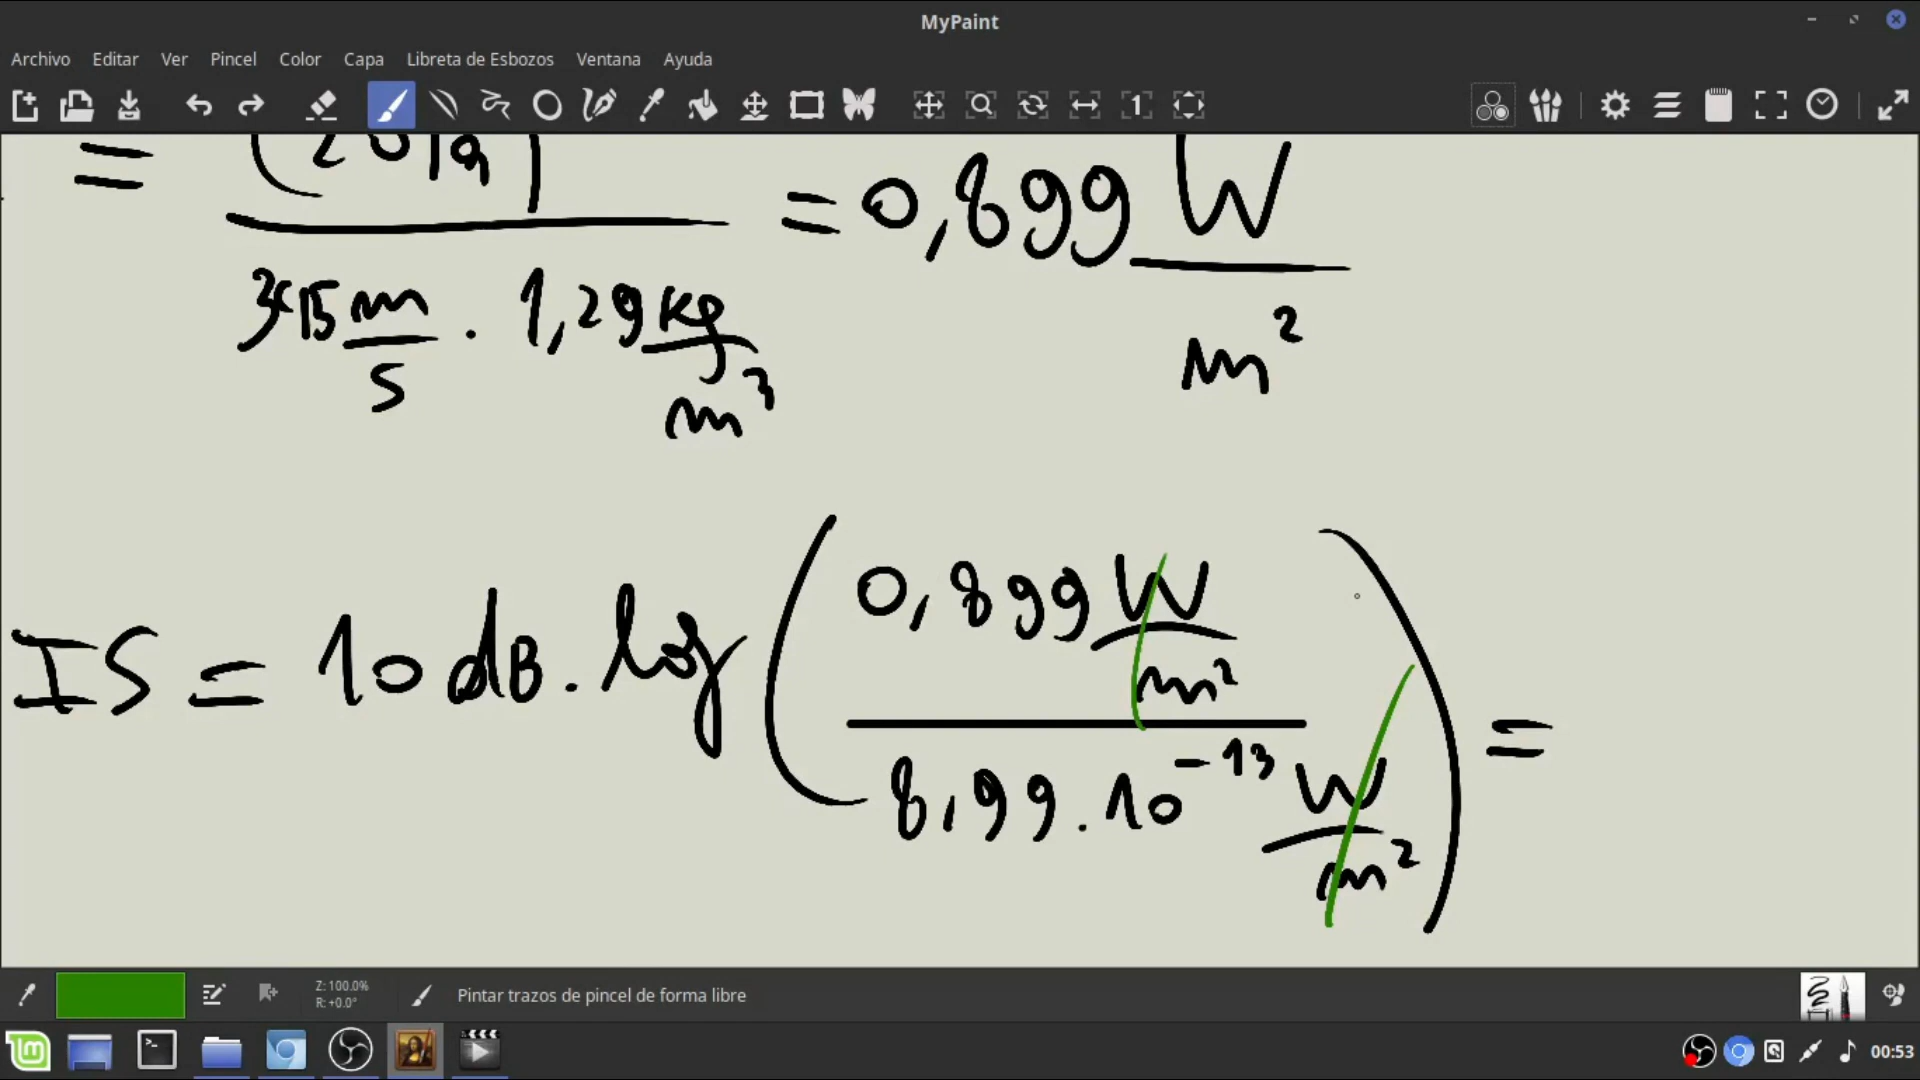 MyPaint
Archivo Editar Ver Pincel Color Capa Libreta de Esbozos Ventana Ayuda
= (20 Pa) = 0,899 W
345 m/s . 1,29 kg/m³ m²
IS = 10 dB . log ( 0,899 W/m²
8,99 . 10⁻¹³ W/m² ) =
Z: 100.0%
R: +0.0°
Pintar trazos de pincel de forma libre
00:53